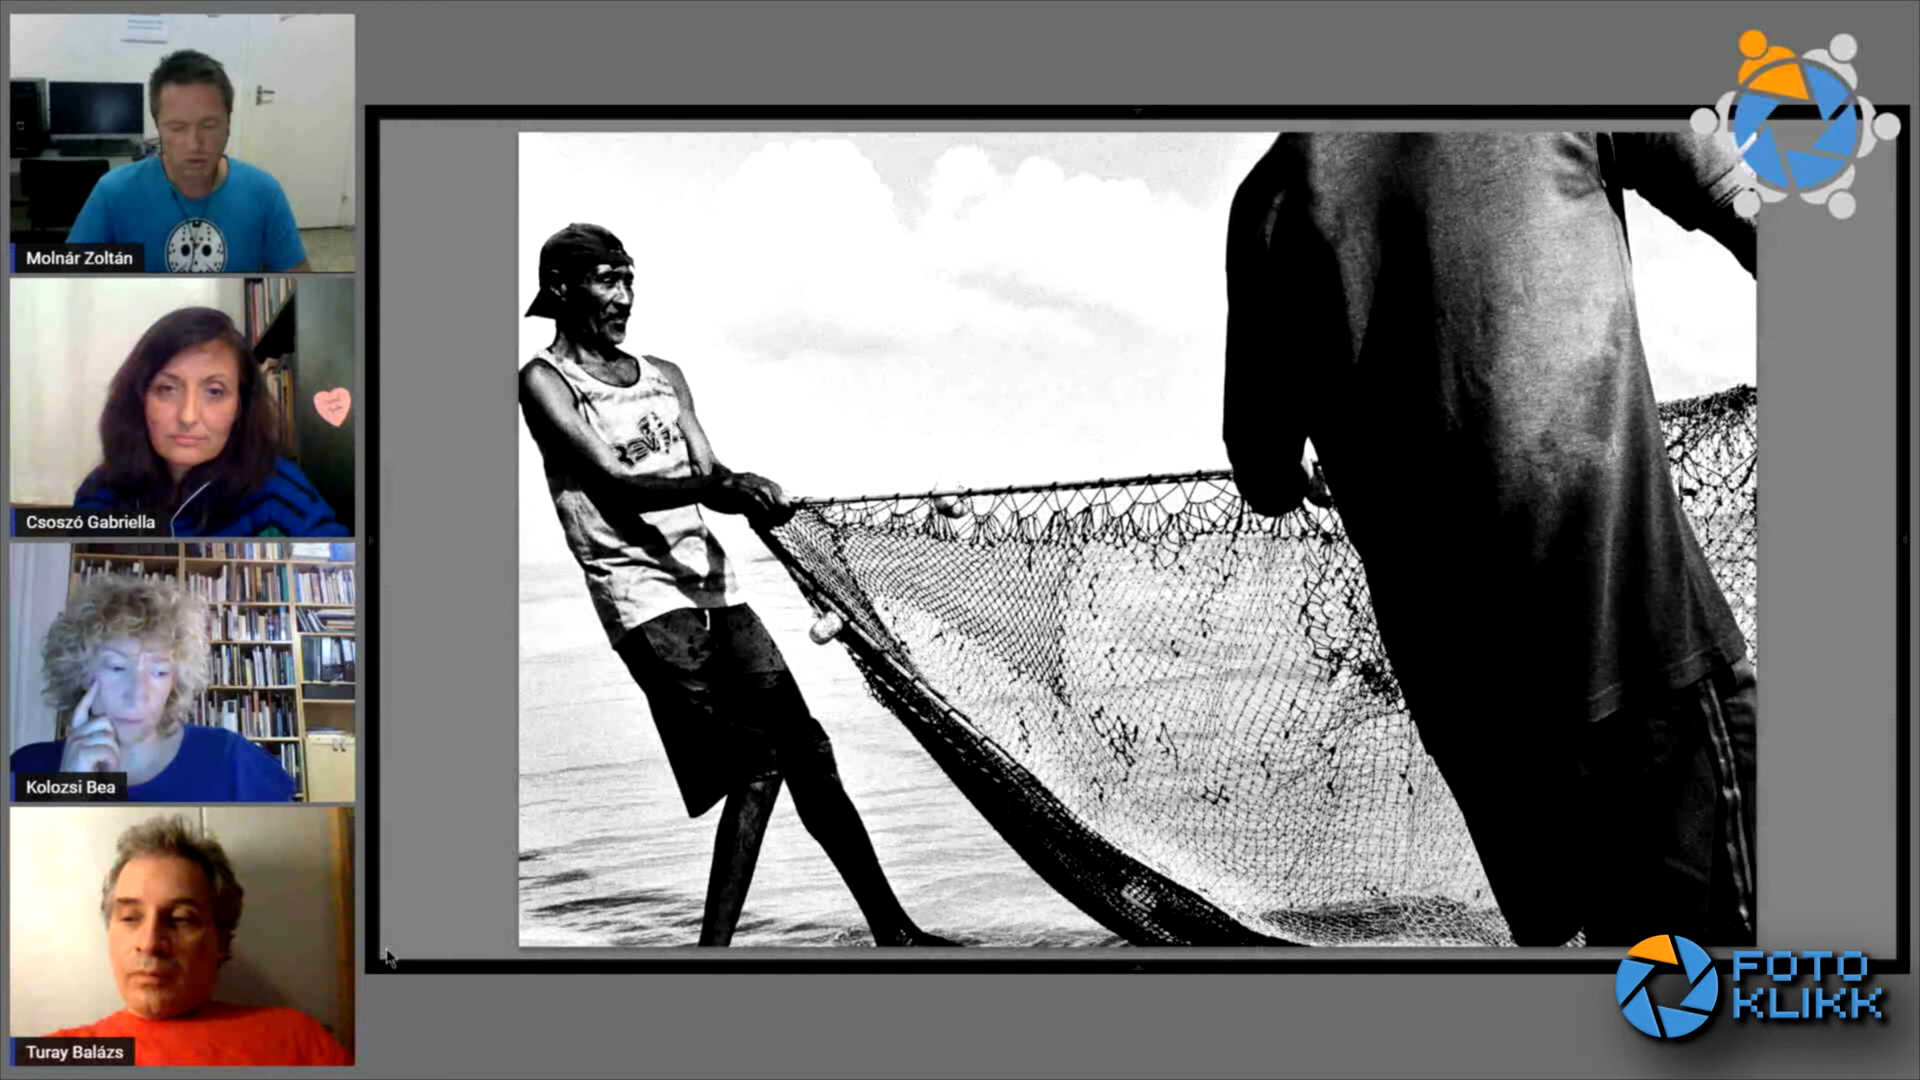 Molnár Zoltán
Csoszó Gabriella
Kolozsi Bea
Turay Balázs
FOTO
KLIKK